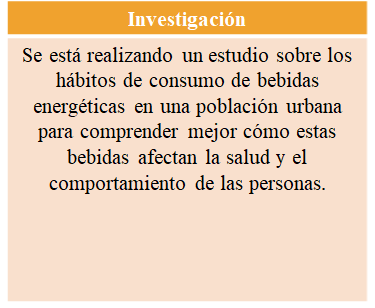 Investigación
Se está realizando un estudio sobre los
hábitos de consumo de bebidas
energéticas en una población urbana
para comprender mejor cómo estas
bebidas afectan la salud y el
comportamiento de las personas.